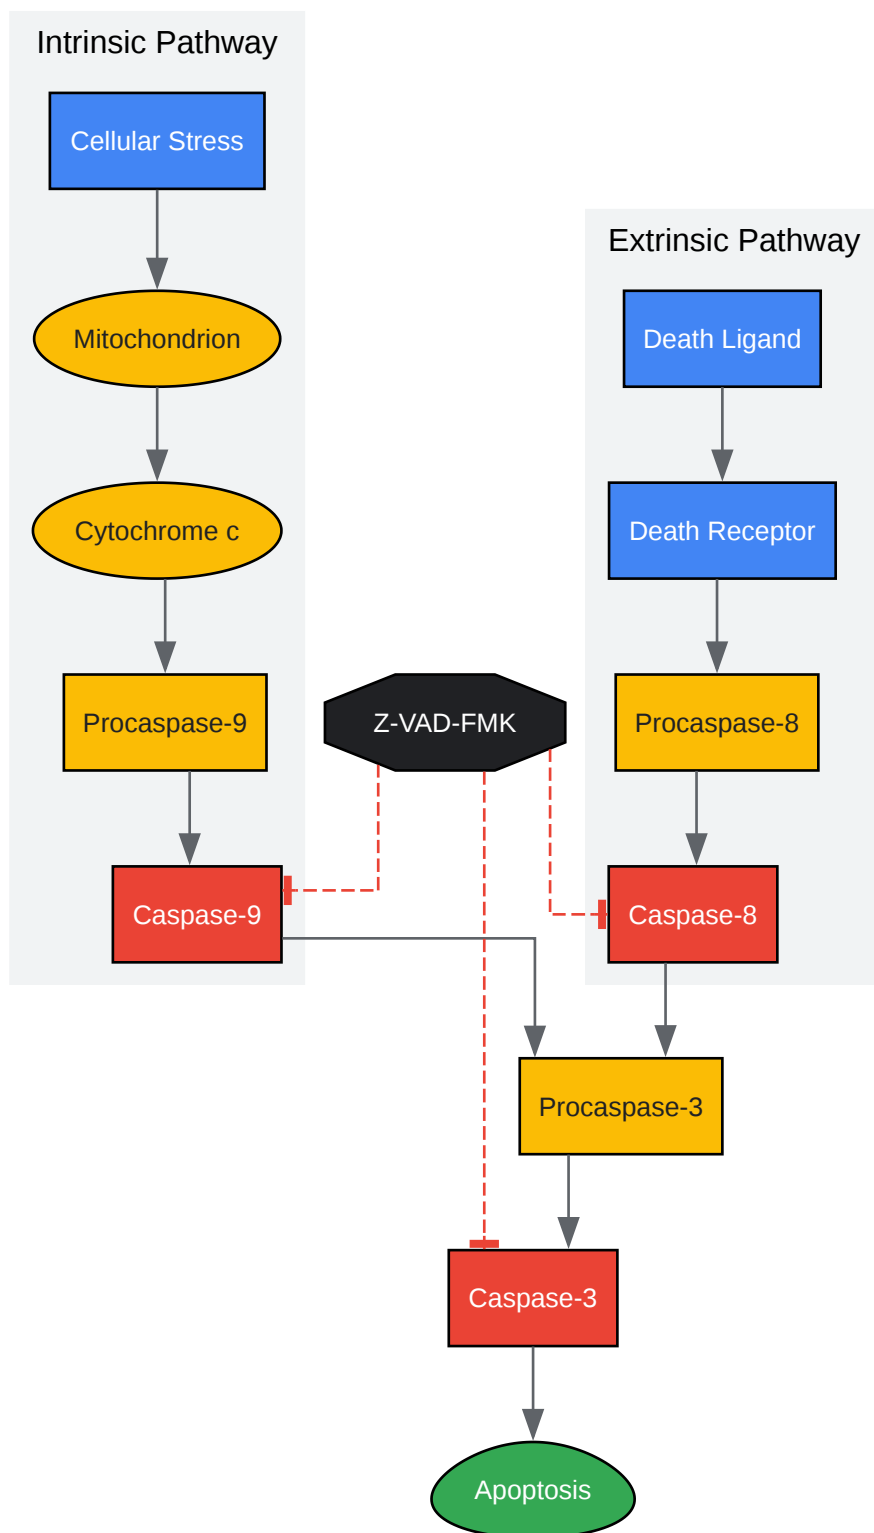 Intrinsic Pathway
Cellular Stress
Mitochondrion
Cytochrome c
Procaspase-9
Caspase-9
Z-VAD-FMK
Extrinsic Pathway
Death Ligand
Death Receptor
Procaspase-8
Caspase-8
Procaspase-3
Caspase-3
Apoptosis